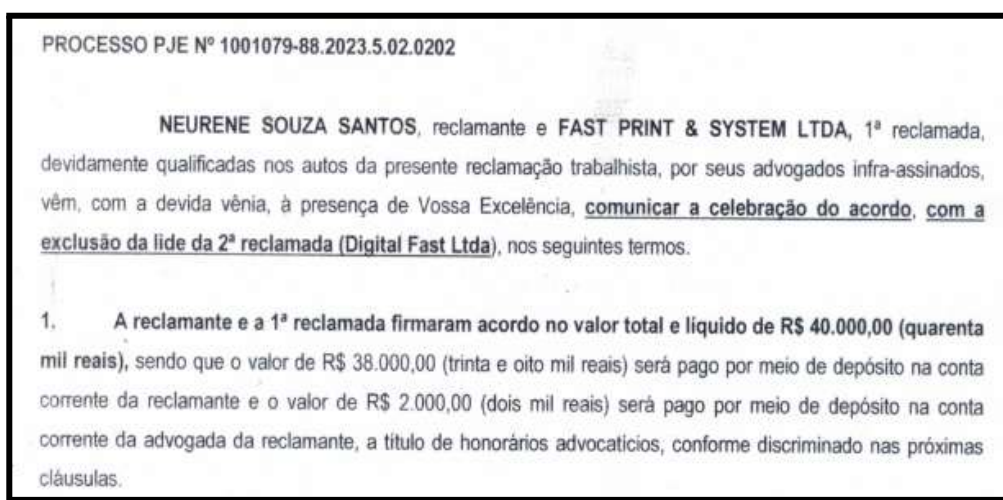 PROCESSO PJE Nº 1001079-88.2023.5.02.0202
NEURENE SOUZA SANTOS, reclamante e FAST PRINT & SYSTEM LTDA, 1ª reclamada,
devidamente qualificadas nos autos da presente reclamação trabalhista, por seus advogados infra-assinados,
vêm, com a devida vênia, à presença de Vossa Excelência, comunicar a celebração do acordo, com a
exclusão da lide da 2ª reclamada (Digital Fast Ltda), nos seguintes termos.
1. A reclamante e a 1ª reclamada firmaram acordo no valor total e líquido de R$ 40.000,00 (quarenta
mil reais), sendo que o valor de R$ 38.000,00 (trinta e oito mil reais) será pago por meio de depósito na conta
corrente da reclamante e o valor de R$ 2.000,00 (dois mil reais) será pago por meio de depósito na conta
corrente da advogada da reclamante, a título de honorários advocatícios, conforme discriminado nas próximas
cláusulas.